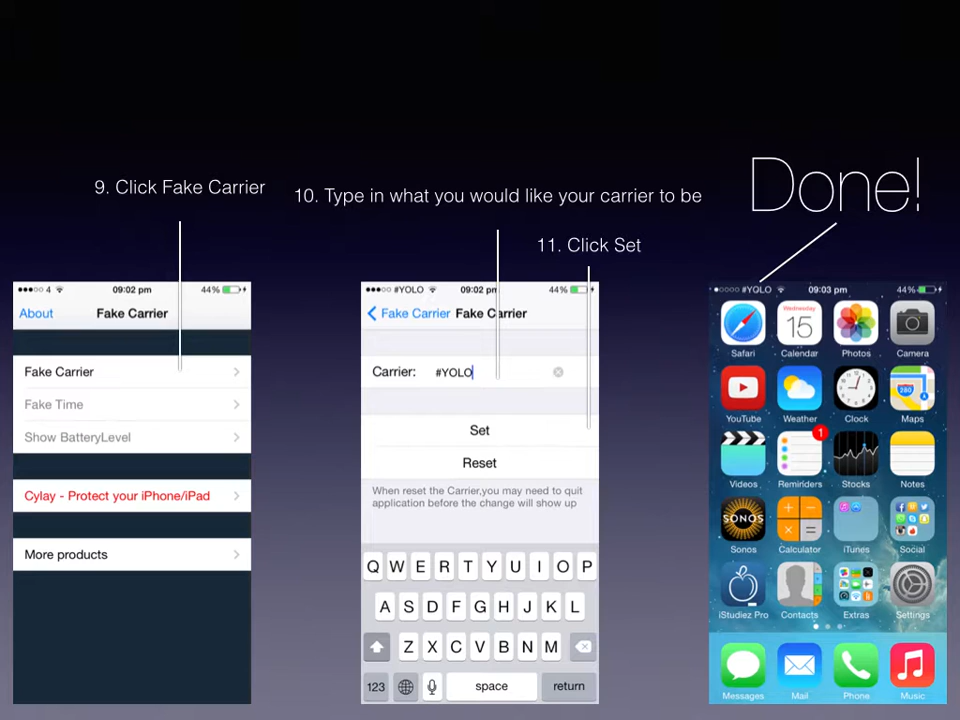 9. Click Fake Carrier
10. Type in what you would like your carrier to be
11. Click Set
Done!
4 09:02 pm 44%
About Fake Carrier
Fake Carrier
Fake Time
Show BatteryLevel
Cylay - Protect your iPhone/iPad
More products
#YOLO 09:02 pm 44%
Fake Carrier Fake Carrier
Carrier: #YOLO
Set
Reset
When reset the Carrier,you may need to quit
application before the change will show up
Q W E R T Y U I O P
A S D F G H J K L
Z X C V B N M
123 space return
#YOLO 09:03 pm 44%
Wednesday
15
Safari Calendar Photos Camera
280
YouTube Weather Clock Maps
1
Videos Reminders Stocks Notes
SONOS
Sonos Calculator iTunes Social
iStudiez Pro Contacts Extras Settings
Messages Mail Phone Music